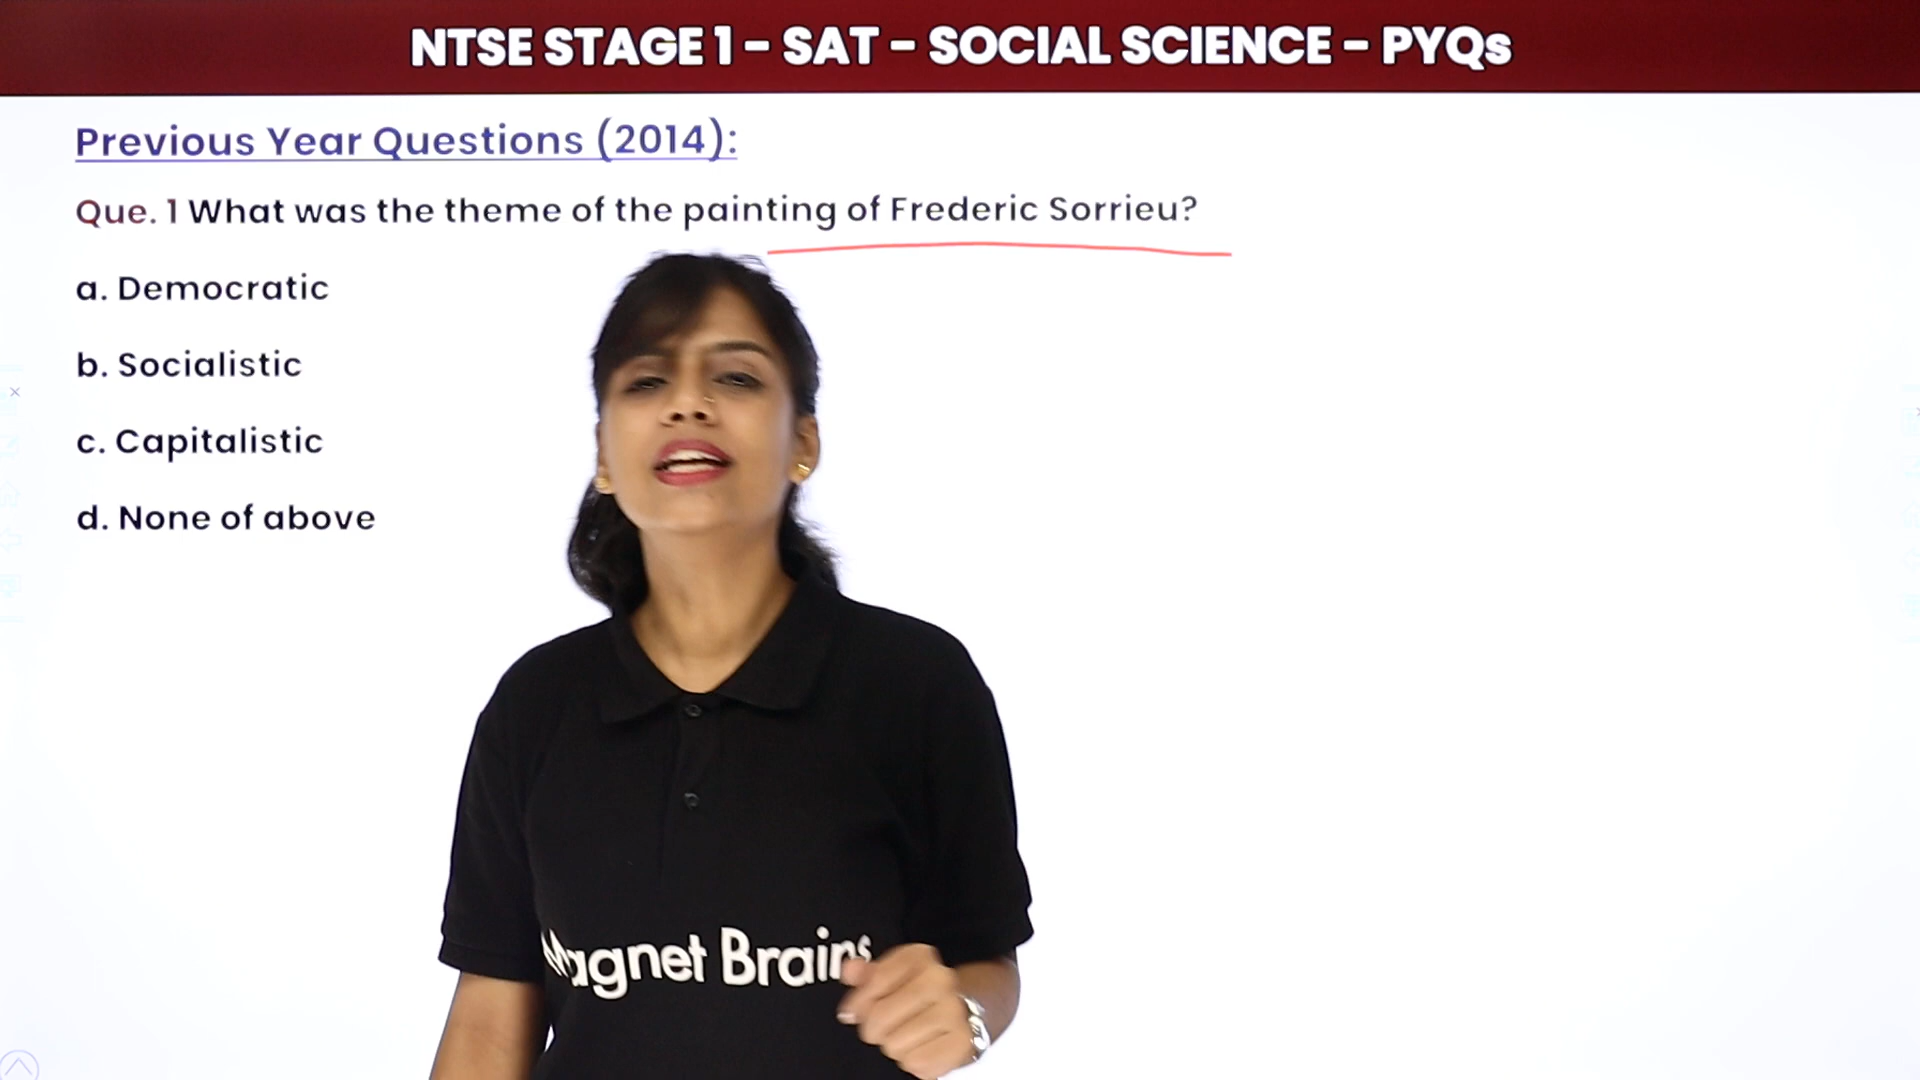 NTSE STAGE 1 – SAT – SOCIAL SCIENCE – PYQs
Previous Year Questions (2014):
Que. 1 What was the theme of the painting of Frederic Sorrieu?
a. Democratic
b. Socialistic
c. Capitalistic
d. None of above
Magnet Brains